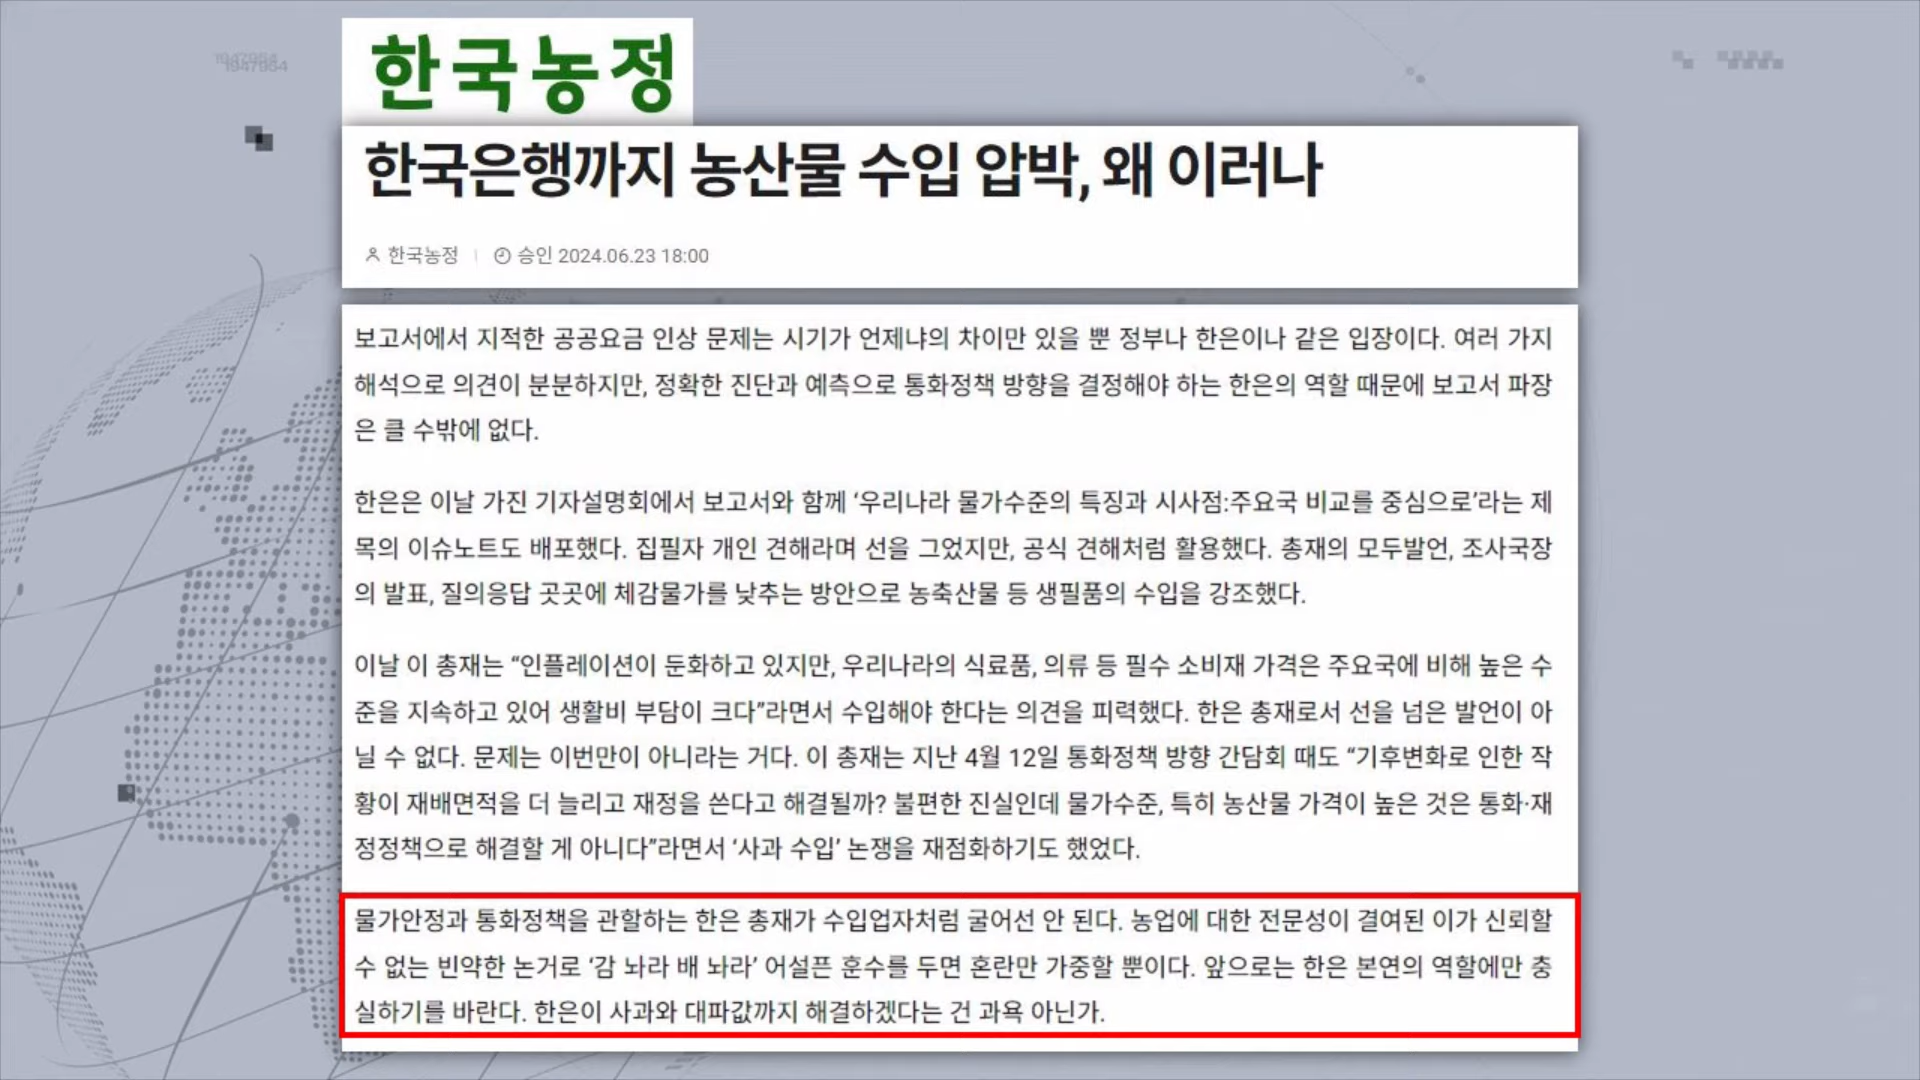 한국농정
한국은행까지 농산물 수입 압박, 왜 이러나
한국농정 승인 2024.06.23 18:00
보고서에서 지적한 공공요금 인상 문제는 시기가 언제냐의 차이만 있을 뿐 정부나 한은이나 같은 입장이다. 여러 가지
해석으로 의견이 분분하지만, 정확한 진단과 예측으로 통화정책 방향을 결정해야 하는 한은의 역할 때문에 보고서 파장
은 클 수밖에 없다.
한은은 이날 가진 기자설명회에서 보고서와 함께 ‘우리나라 물가수준의 특징과 시사점:주요국 비교를 중심으로’라는 제
목의 이슈노트도 배포했다. 집필자 개인 견해라며 선을 그었지만, 공식 견해처럼 활용했다. 총재의 모두발언, 조사국장
의 발표, 질의응답 곳곳에 체감물가를 낮추는 방안으로 농축산물 등 생필품의 수입을 강조했다.
이날 이 총재는 “인플레이션이 둔화하고 있지만, 우리나라의 식료품, 의류 등 필수 소비재 가격은 주요국에 비해 높은 수
준을 지속하고 있어 생활비 부담이 크다”라면서 수입해야 한다는 의견을 피력했다. 한은 총재로서 선을 넘은 발언이 아
닐 수 없다. 문제는 이번만이 아니라는 거다. 이 총재는 지난 4월 12일 통화정책 방향 간담회 때도 “기후변화로 인한 작
황이 재배면적을 더 늘리고 재정을 쓴다고 해결될까? 불편한 진실인데 물가수준, 특히 농산물 가격이 높은 것은 통화·재
정정책으로 해결할 게 아니다”라면서 ‘사과 수입’ 논쟁을 재점화하기도 했었다.
물가안정과 통화정책을 관할하는 한은 총재가 수입업자처럼 굴어선 안 된다. 농업에 대한 전문성이 결여된 이가 신뢰할
수 없는 빈약한 논거로 ‘감 놔라 배 놔라’ 어설픈 훈수를 두면 혼란만 가중할 뿐이다. 앞으로는 한은 본연의 역할에만 충
실하기를 바란다. 한은이 사과와 대파값까지 해결하겠다는 건 과욕 아닌가.